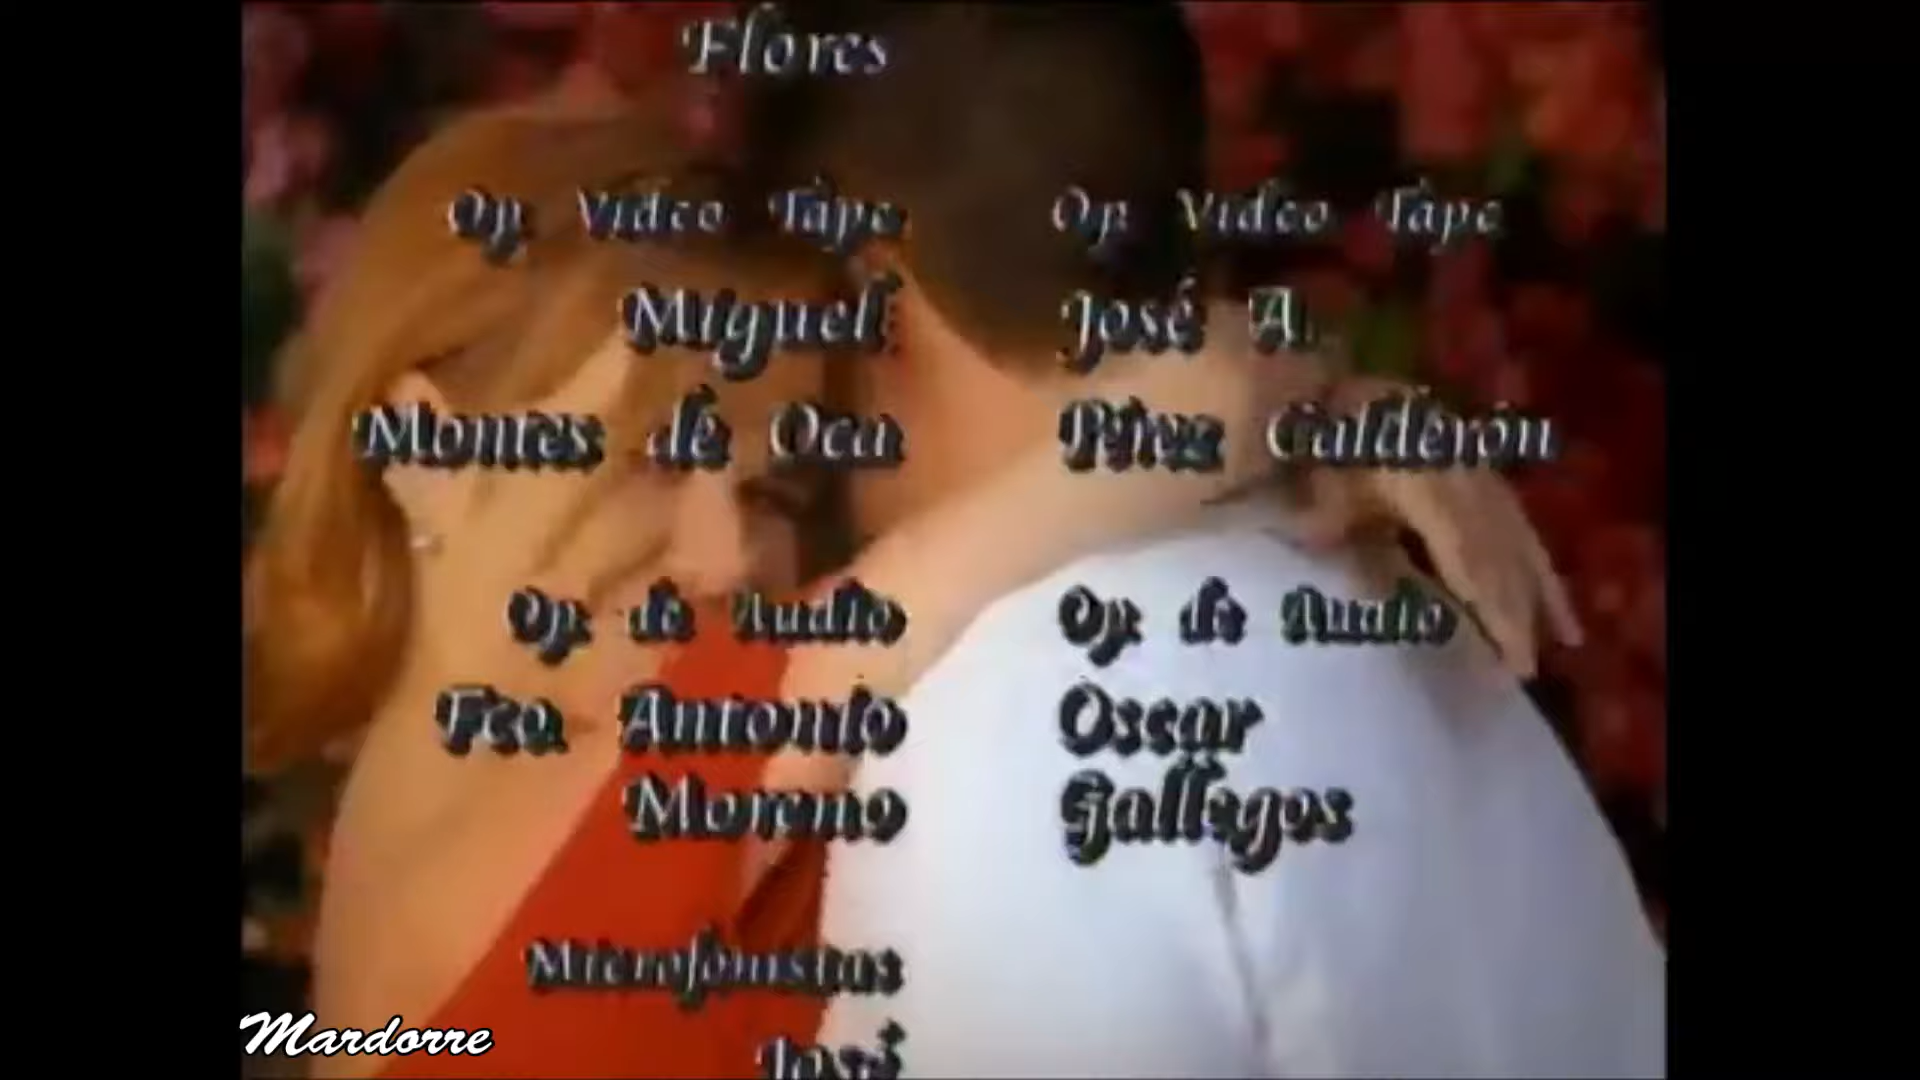 Flores
Op. Video Tape
Miguel
Montes de Oca
Op. Video Tape
José A.
Pérez Calderón
Op. de Audio
Fco. Antonio
Moreno
Op. de Audio
Oscar
Gallegos
Microfonistas
José
Mardorre